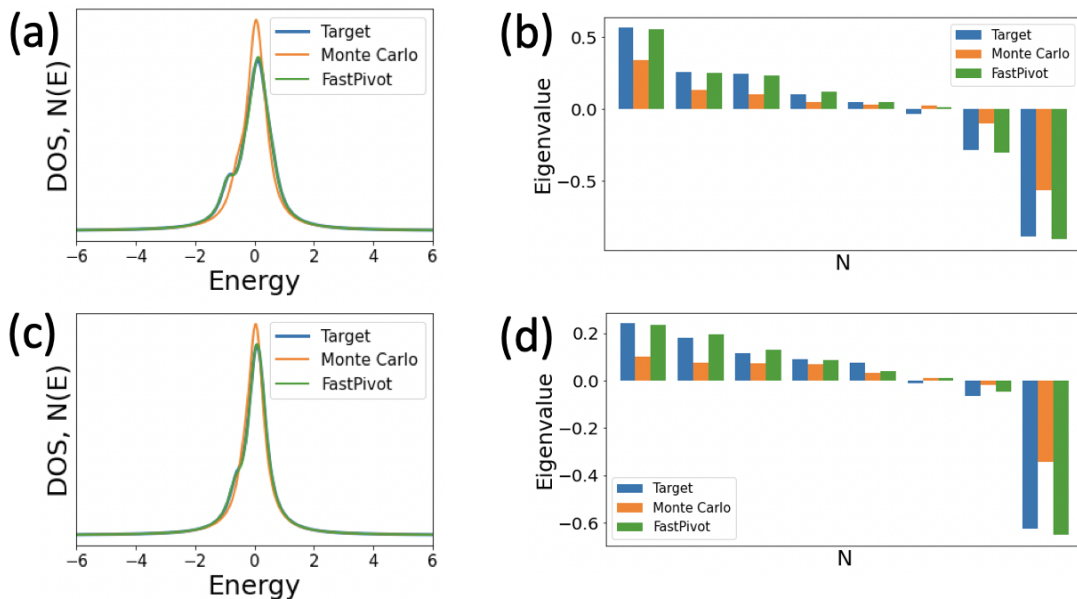 (a)
DOS, N(E)
Target
Monte Carlo
FastPivot
−6 −4 −2 0 2 4 6
Energy
(b)
Eigenvalue
0.5
0.0
−0.5
Target
Monte Carlo
FastPivot
N
(c)
DOS, N(E)
Target
Monte Carlo
FastPivot
−6 −4 −2 0 2 4 6
Energy
(d)
Eigenvalue
0.2
0.0
−0.2
−0.4
−0.6
Target
Monte Carlo
FastPivot
N